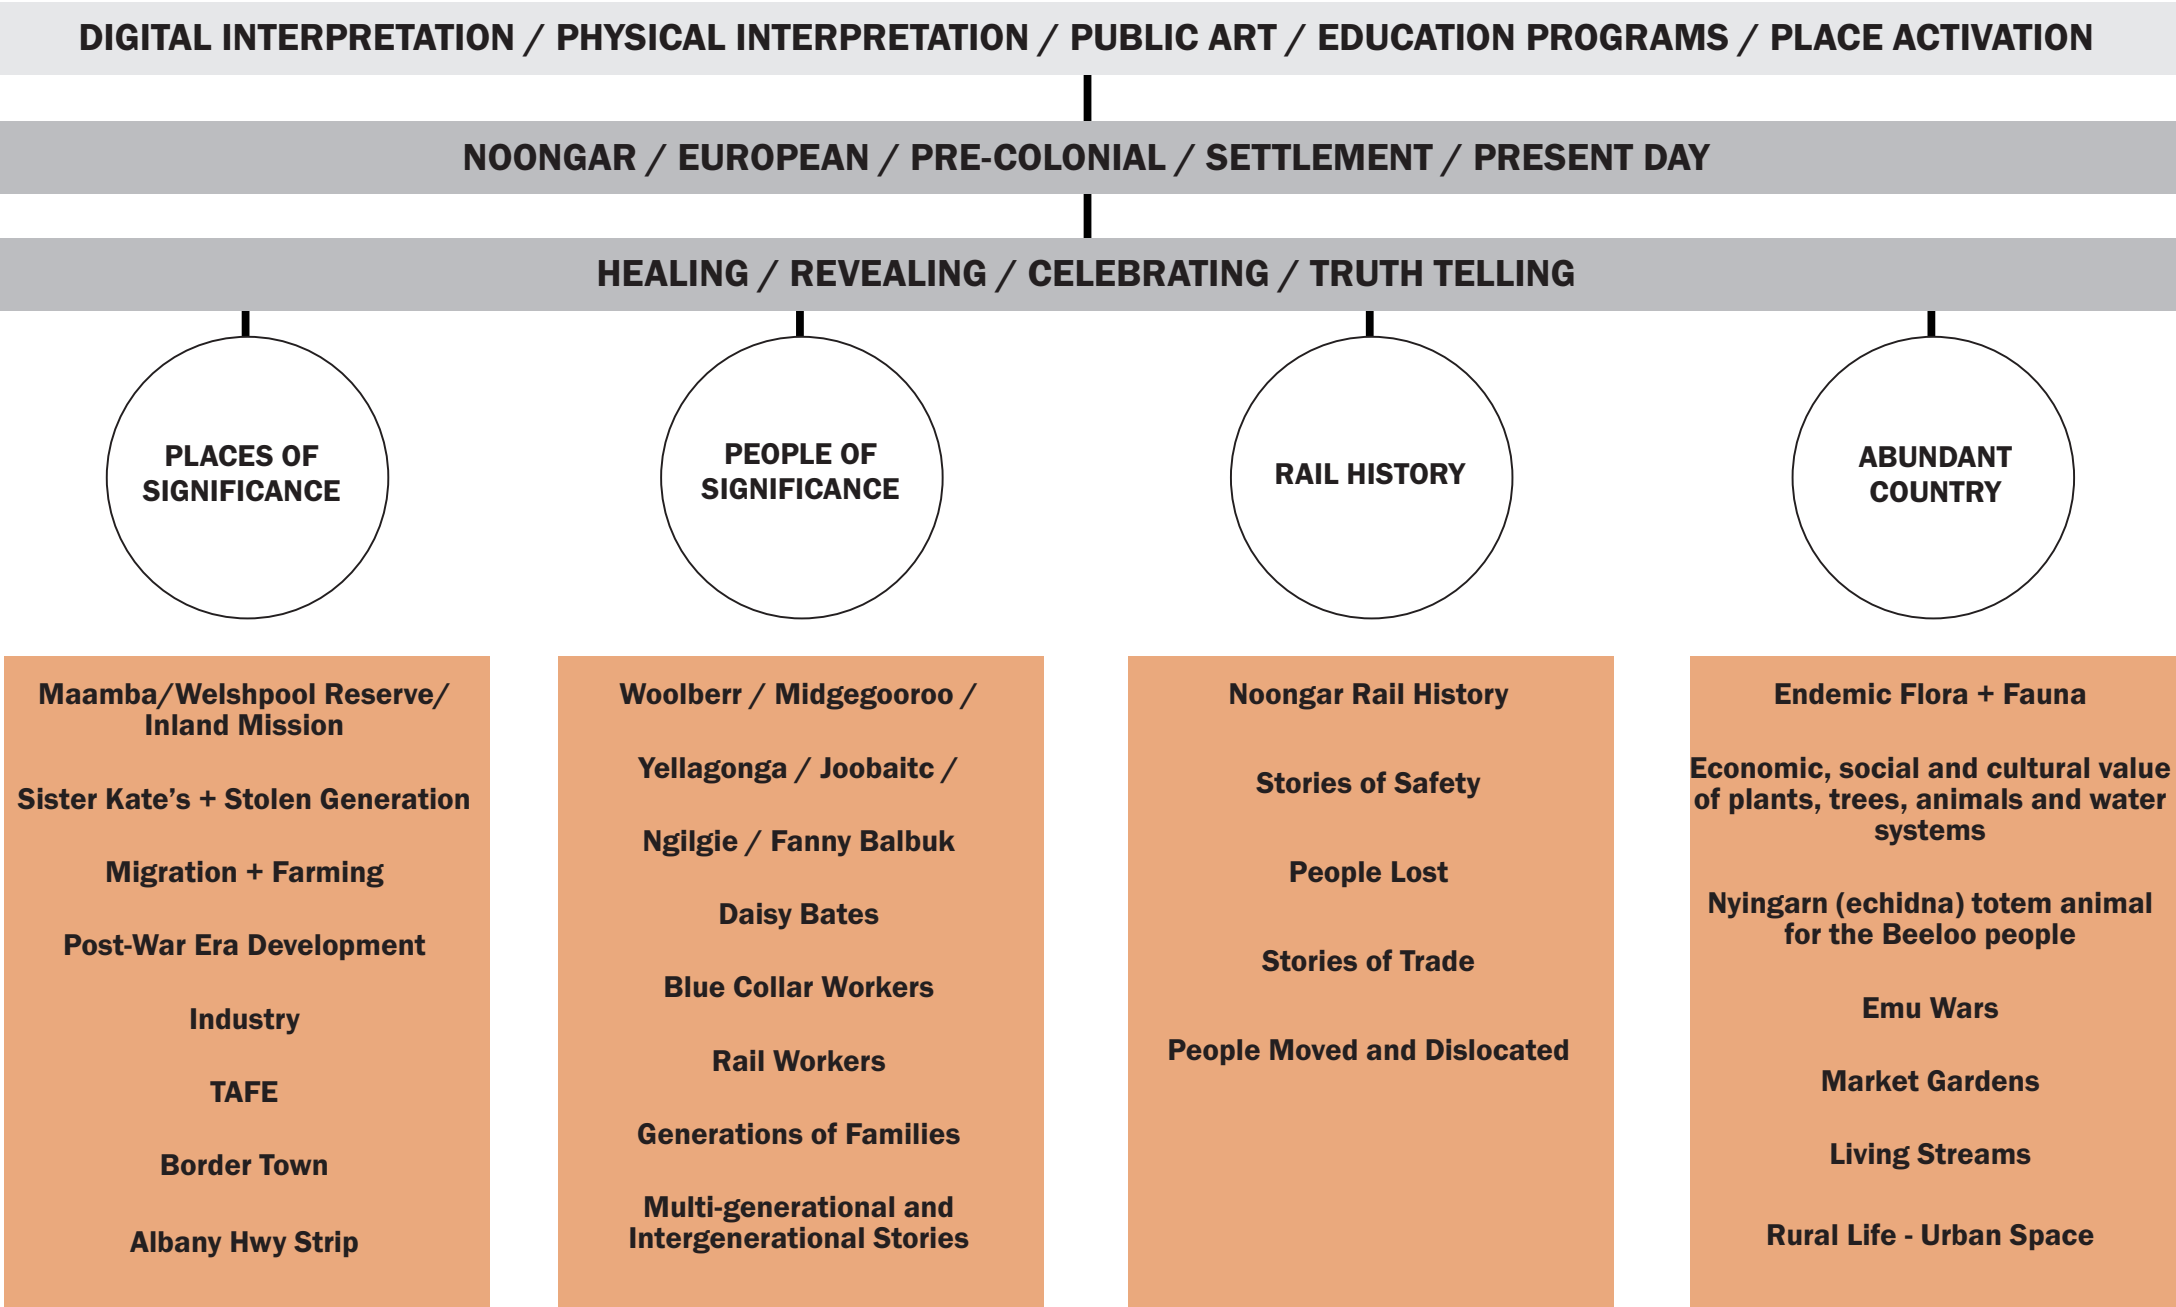 DIGITAL INTERPRETATION / PHYSICAL INTERPRETATION / PUBLIC ART / EDUCATION PROGRAMS / PLACE ACTIVATION
NOONGAR / EUROPEAN / PRE-COLONIAL / SETTLEMENT / PRESENT DAY
HEALING / REVEALING / CELEBRATING / TRUTH TELLING
PLACES OF
SIGNIFICANCE
Maamba/Welshpool Reserve/
Inland Mission
Sister Kate’s + Stolen Generation
Migration + Farming
Post-War Era Development
Industry
TAFE
Border Town
Albany Hwy Strip
PEOPLE OF
SIGNIFICANCE
Woolberr / Midgegooroo /
Yellagonga / Joobaitc /
Ngilgie / Fanny Balbuk
Daisy Bates
Blue Collar Workers
Rail Workers
Generations of Families
Multi-generational and
Intergenerational Stories
RAIL HISTORY
Noongar Rail History
Stories of Safety
People Lost
Stories of Trade
People Moved and Dislocated
ABUNDANT
COUNTRY
Endemic Flora + Fauna
Economic, social and cultural value
of plants, trees, animals and water
systems
Nyingarn (echidna) totem animal
for the Beeloo people
Emu Wars
Market Gardens
Living Streams
Rural Life - Urban Space